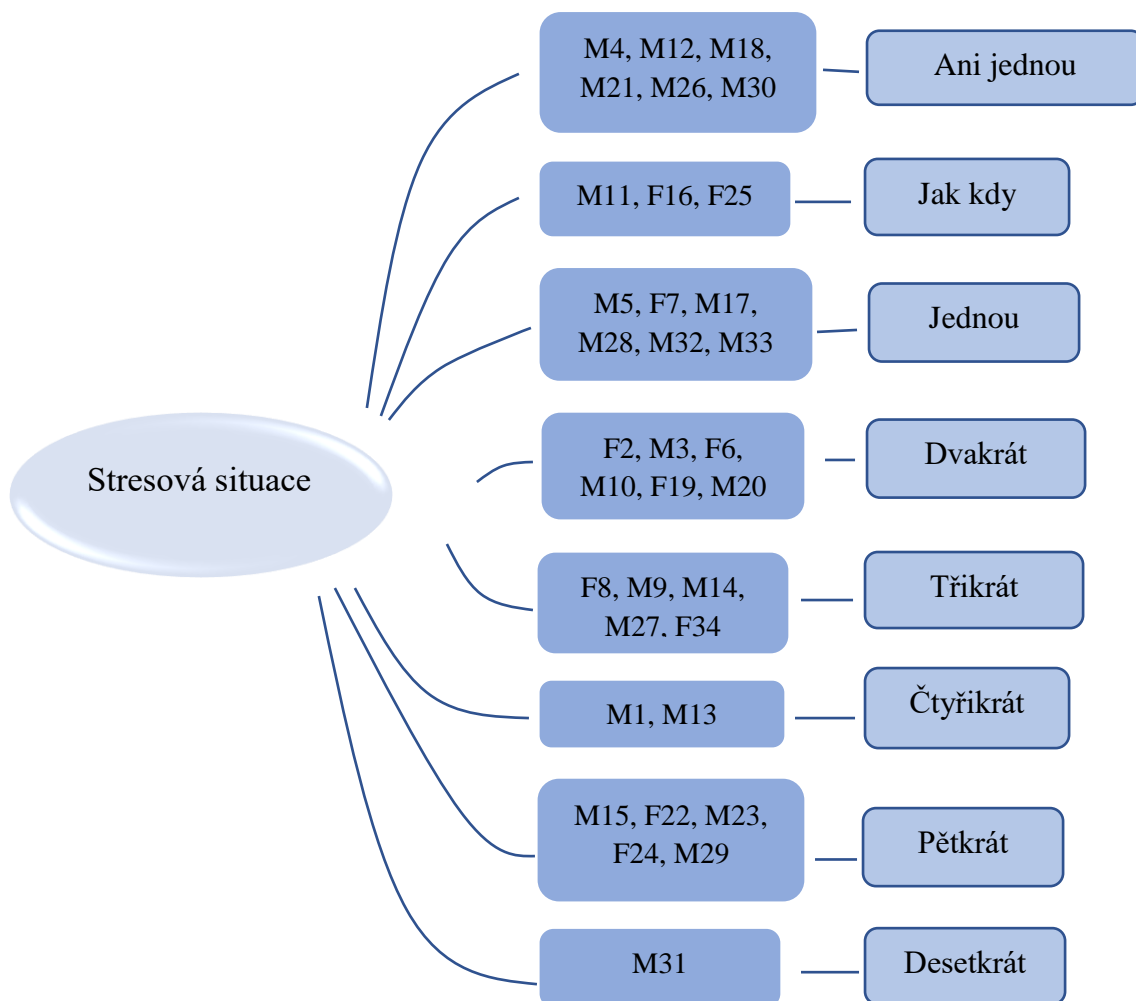 M4, M12, M18,
M21, M26, M30
Ani jednou
M11, F16, F25
Jak kdy
M5, F7, M17,
M28, M32, M33
Jednou
Stresová situace
F2, M3, F6,
M10, F19, M20
Dvakrát
F8, M9, M14,
M27, F34
Třikrát
M1, M13
Čtyřikrát
M15, F22, M23,
F24, M29
Pětkrát
M31
Desetkrát